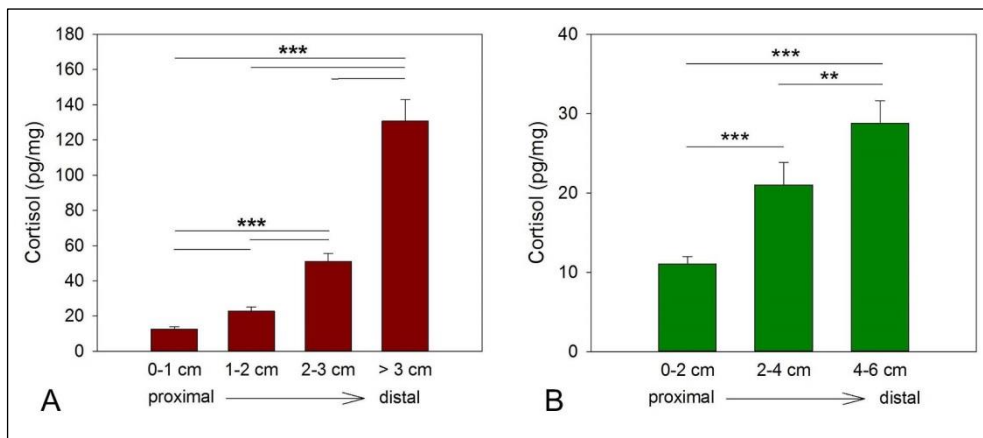 180
160
140
120
100
80
60
40
20
0
Cortisol (pg/mg)
***
***
0-1 cm 1-2 cm 2-3 cm > 3 cm
proximal distal
A
40
30
20
10
0
Cortisol (pg/mg)
***
**
***
0-2 cm 2-4 cm 4-6 cm
proximal distal
B